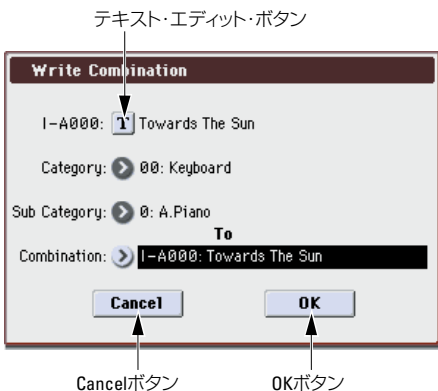 テキスト・エディット・ボタン
Write Combination
I-A000: T Towards The Sun
Category: 00: Keyboard
Sub Category: 0: A.Piano
To
Combination: I-A000: Towards The Sun
Cancel OK
Cancelボタン OKボタン